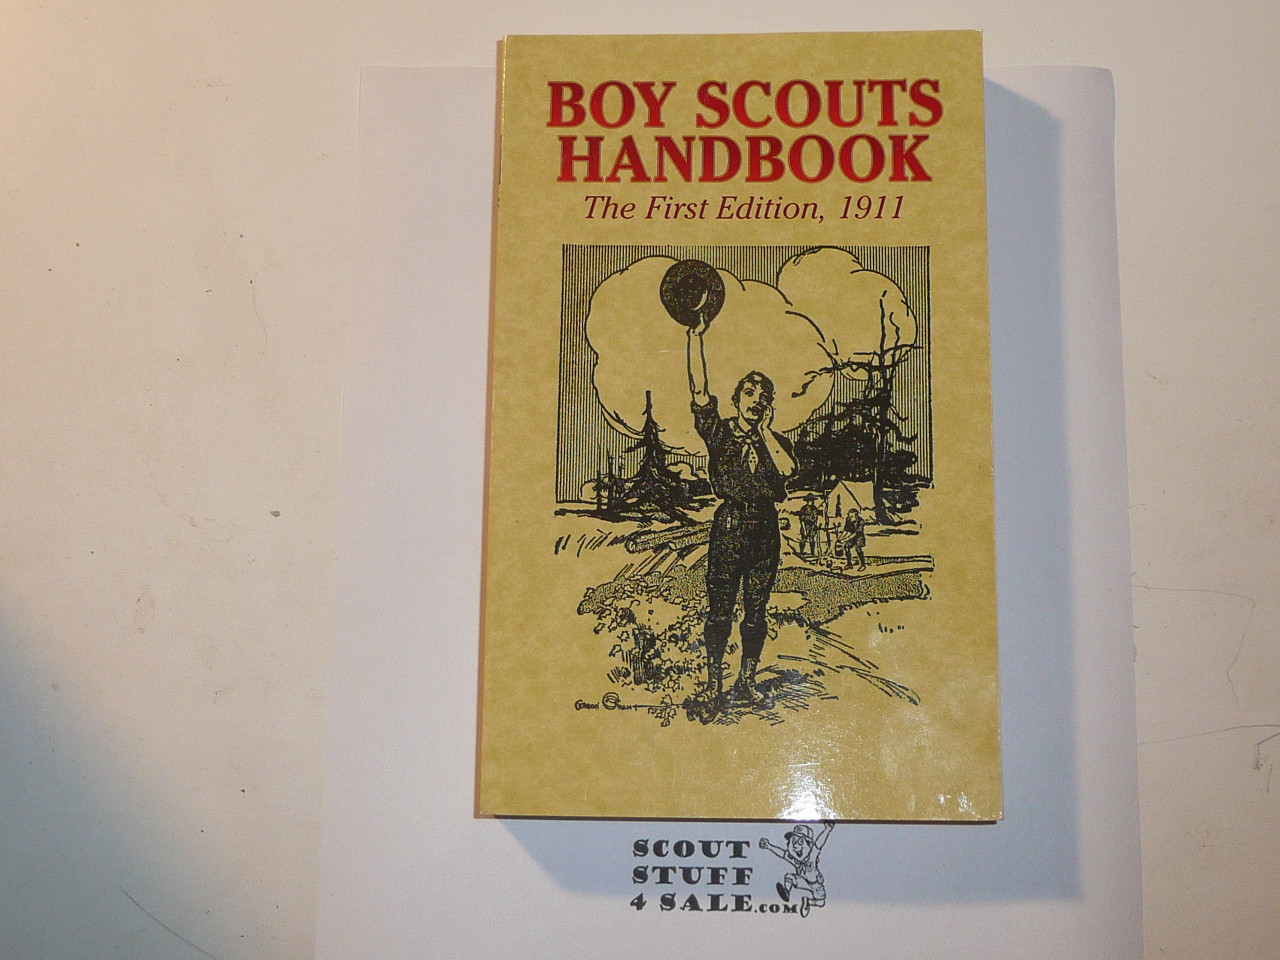 BOY SCOUTS
HANDBOOK
The First Edition, 1911
SCOUT
STUFF
4 SALE.COM